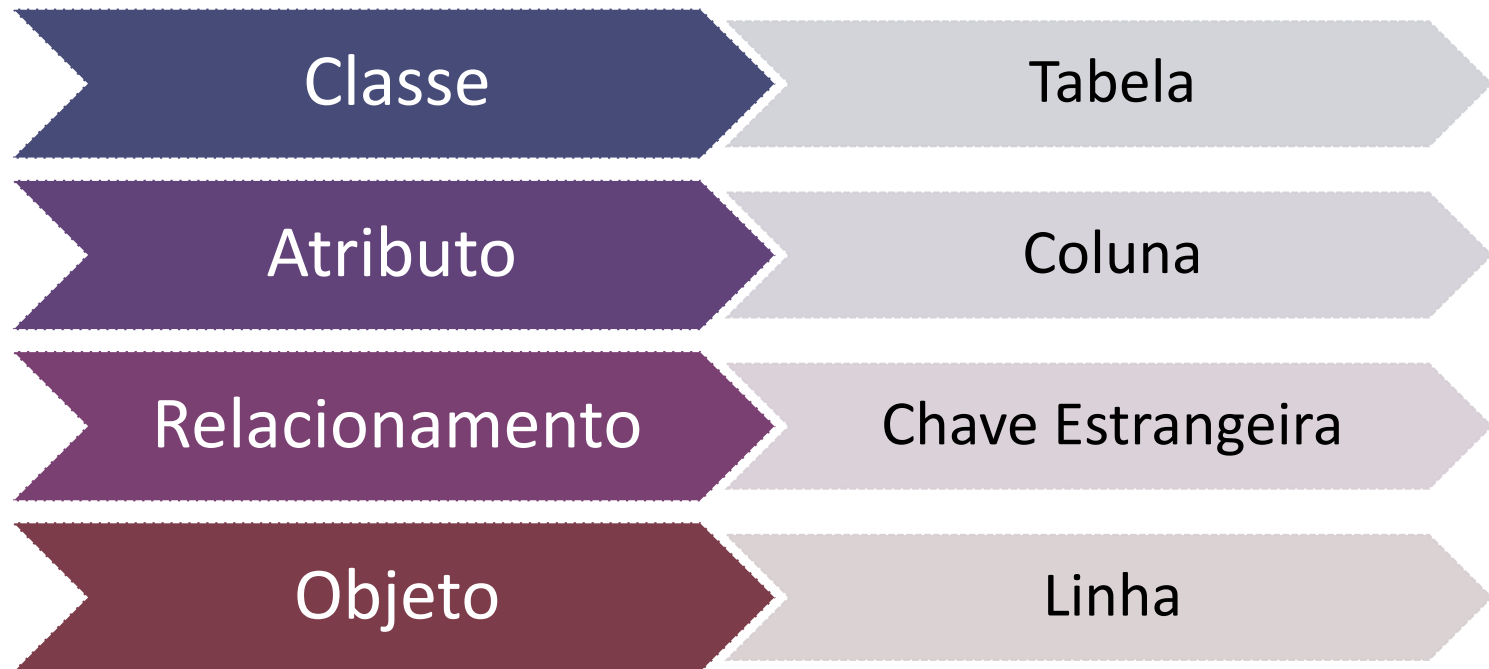 Classe
Tabela
Atributo
Coluna
Relacionamento
Chave Estrangeira
Objeto
Linha